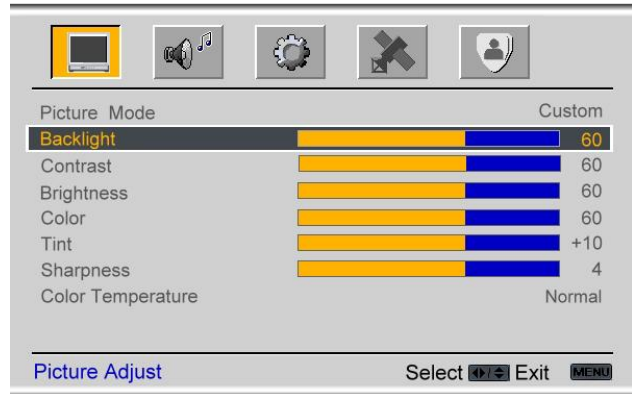 Picture Mode Custom
Backlight 60
Contrast 60
Brightness 60
Color 60
Tint +10
Sharpness 4
Color Temperature Normal
Picture Adjust Select Exit MENU